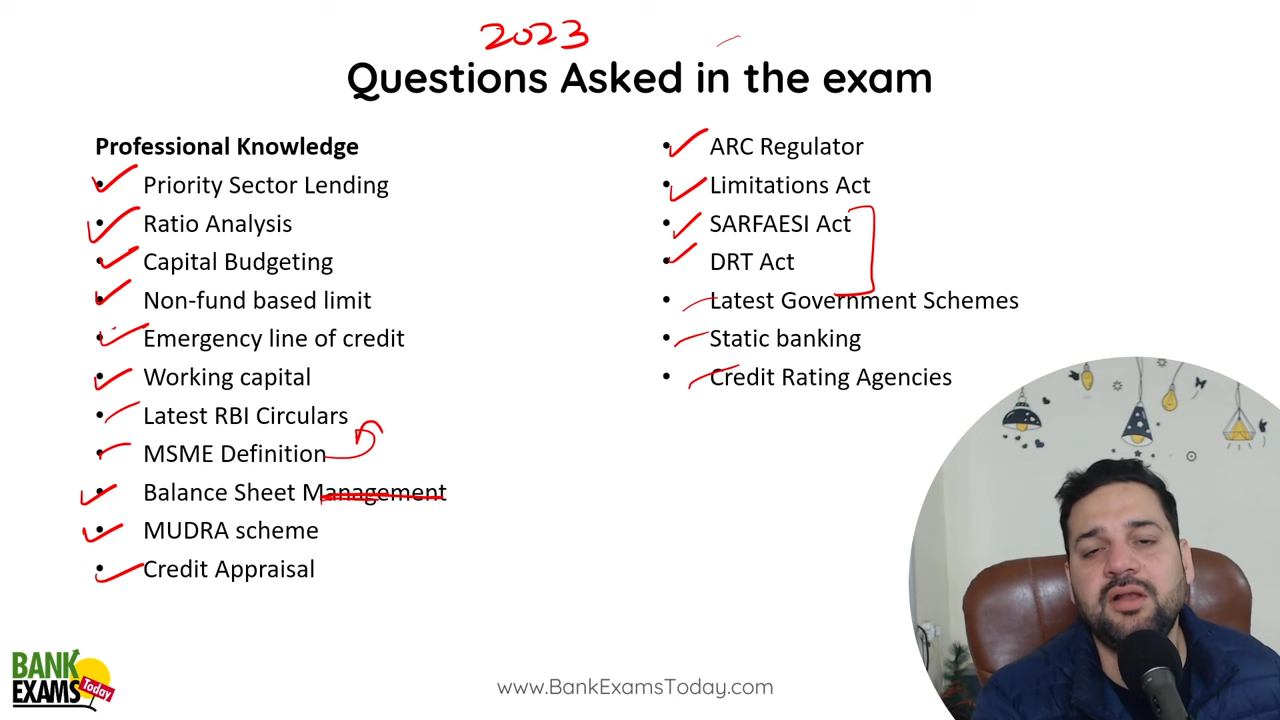 2023
Questions Asked in the exam
Professional Knowledge
• Priority Sector Lending
• Ratio Analysis
• Capital Budgeting
• Non-fund based limit
• Emergency line of credit
• Working capital
• Latest RBI Circulars
• MSME Definition
• Balance Sheet Management
• MUDRA scheme
• Credit Appraisal
• ARC Regulator
• Limitations Act
• SARFAESI Act
• DRT Act
• Latest Government Schemes
• Static banking
• Credit Rating Agencies
BANK
EXAMS
Today
www.BankExamsToday.com